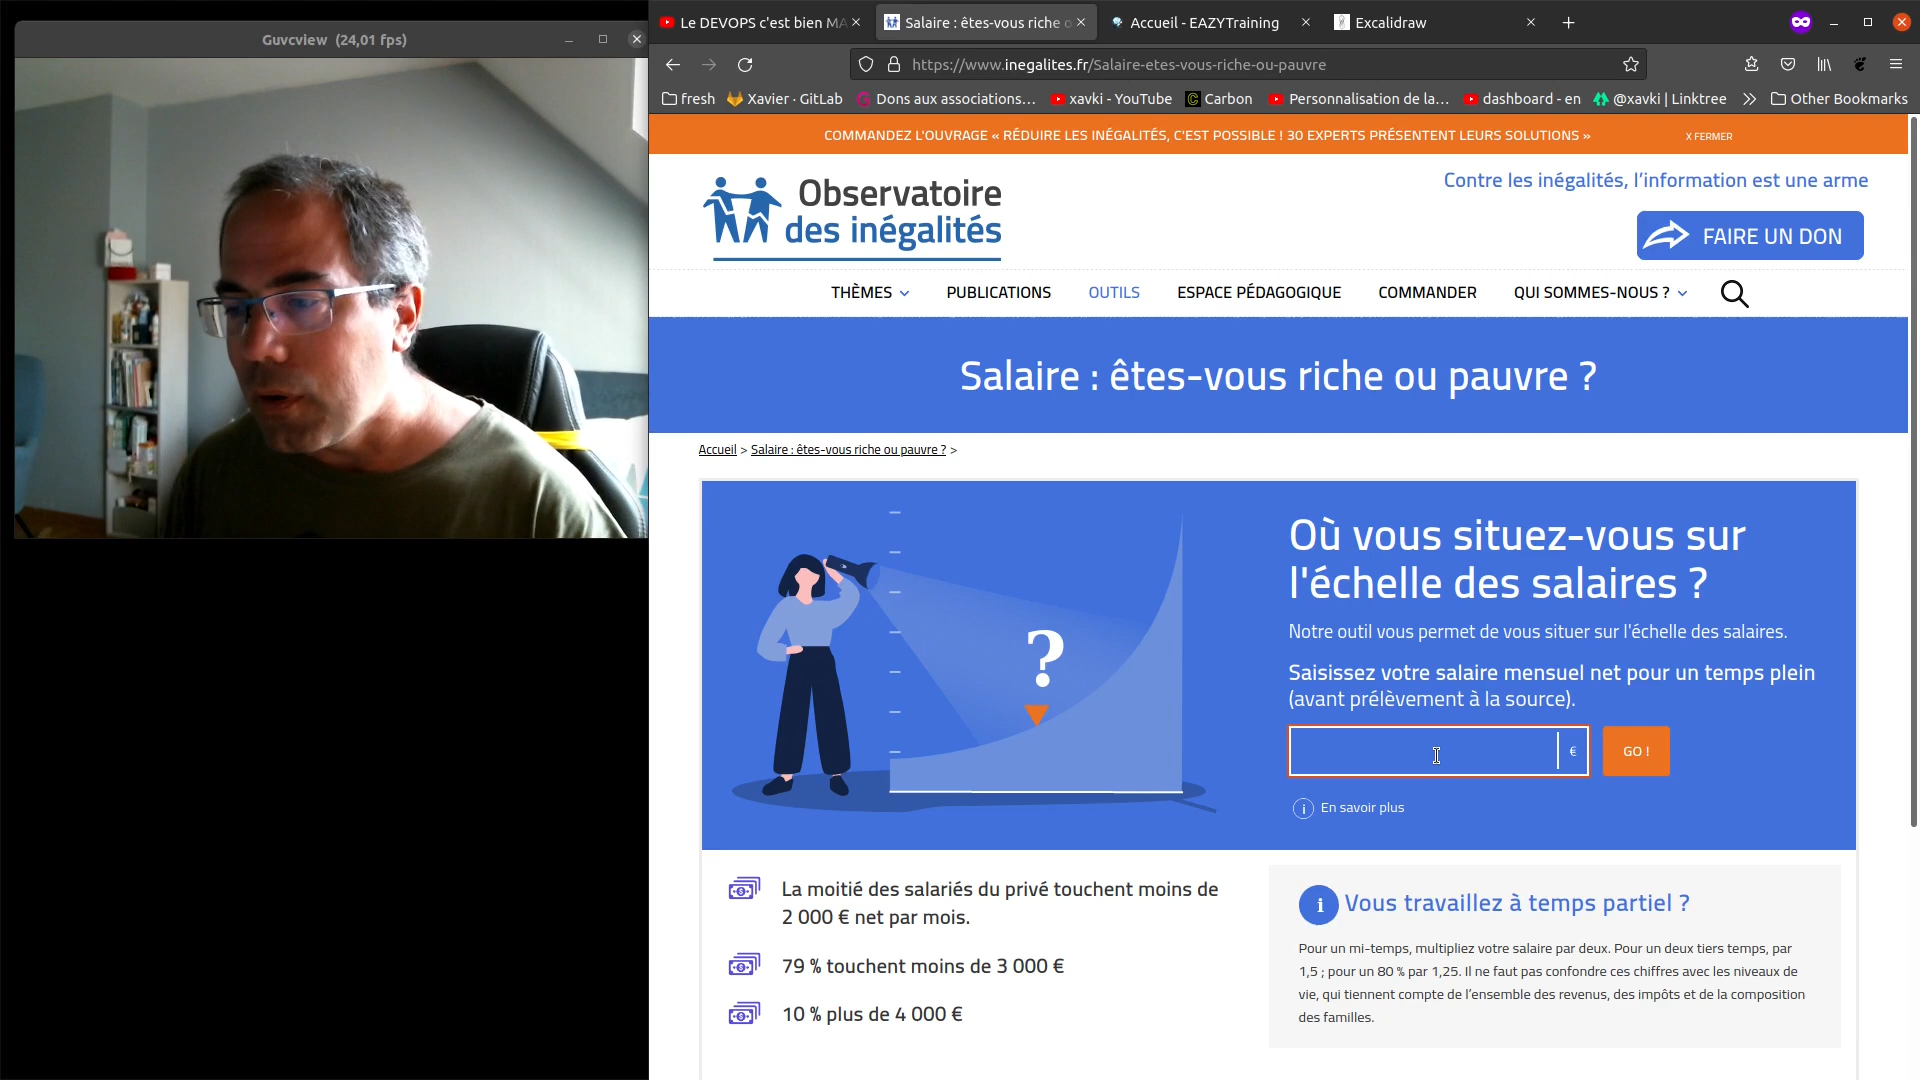 Guvcview (24,01 fps)
Le DEVOPS c'est bien MA
Salaire : êtes-vous riche o
Accueil - EAZYTraining
Excalidraw
https://www.inegalites.fr/Salaire-etes-vous-riche-ou-pauvre
fresh
Xavier · GitLab
Dons aux associations…
xavki - YouTube
Carbon
Personnalisation de la…
dashboard - en
@xavki | Linktree
Other Bookmarks
COMMANDEZ L'OUVRAGE « RÉDUIRE LES INÉGALITÉS, C'EST POSSIBLE ! 30 EXPERTS PRÉSENTENT LEURS SOLUTIONS »
X FERMER
Observatoire
des inégalités
Contre les inégalités, l’information est une arme
FAIRE UN DON
THÈMES
PUBLICATIONS
OUTILS
ESPACE PÉDAGOGIQUE
COMMANDER
QUI SOMMES-NOUS ?
Salaire : êtes-vous riche ou pauvre ?
Accueil > Salaire : êtes-vous riche ou pauvre ? >
?
Où vous situez-vous sur
l'échelle des salaires ?
Notre outil vous permet de vous situer sur l'échelle des salaires.
Saisissez votre salaire mensuel net pour un temps plein
(avant prélèvement à la source).
€
GO !
i En savoir plus
La moitié des salariés du privé touchent moins de
2 000 € net par mois.
79 % touchent moins de 3 000 €
10 % plus de 4 000 €
i Vous travaillez à temps partiel ?
Pour un mi-temps, multipliez votre salaire par deux. Pour un deux tiers temps, par
1,5 ; pour un 80 % par 1,25. Il ne faut pas confondre ces chiffres avec les niveaux de
vie, qui tiennent compte de l’ensemble des revenus, des impôts et de la composition
des familles.